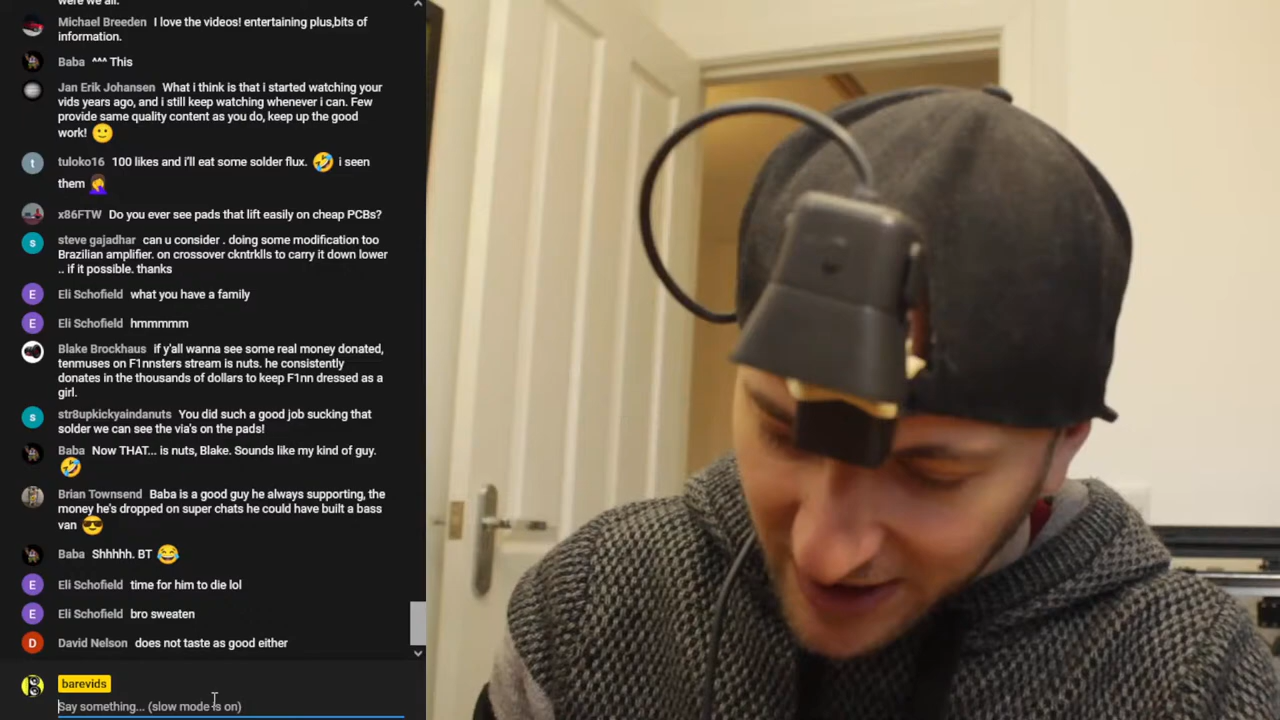 were we all.
Michael Breeden I love the videos! entertaining plus,bits of
information.
Baba ^^^ This
Jan Erik Johansen What i think is that i started watching your
vids years ago, and i still keep watching whenever i can. Few
provide same quality content as you do, keep up the good
work! 🙂
t tuloko16 100 likes and i'll eat some solder flux. 🤣 i seen
them 🤦‍♀️
x86FTW Do you ever see pads that lift easily on cheap PCBs?
s steve gajadhar can u consider . doing some modification too
Brazilian amplifier. on crossover ckntrklls to carry it down lower
.. if it possible. thanks
E Eli Schofield what you have a family
E Eli Schofield hmmmmm
Blake Brockhaus if y'all wanna see some real money donated,
tenmuses on F1nnsters stream is nuts. he consistently
donates in the thousands of dollars to keep F1nn dressed as a
girl.
s str8upkickyaindanuts You did such a good job sucking that
solder we can see the via's on the pads!
Baba Now THAT... is nuts, Blake. Sounds like my kind of guy.
🤣
Brian Townsend Baba is a good guy he always supporting, the
money he's dropped on super chats he could have built a bass
van 😎
Baba Shhhhh. BT 😂
E Eli Schofield time for him to die lol
E Eli Schofield bro sweaten
D David Nelson does not taste as good either
barevids
Say something... (slow mode is on)